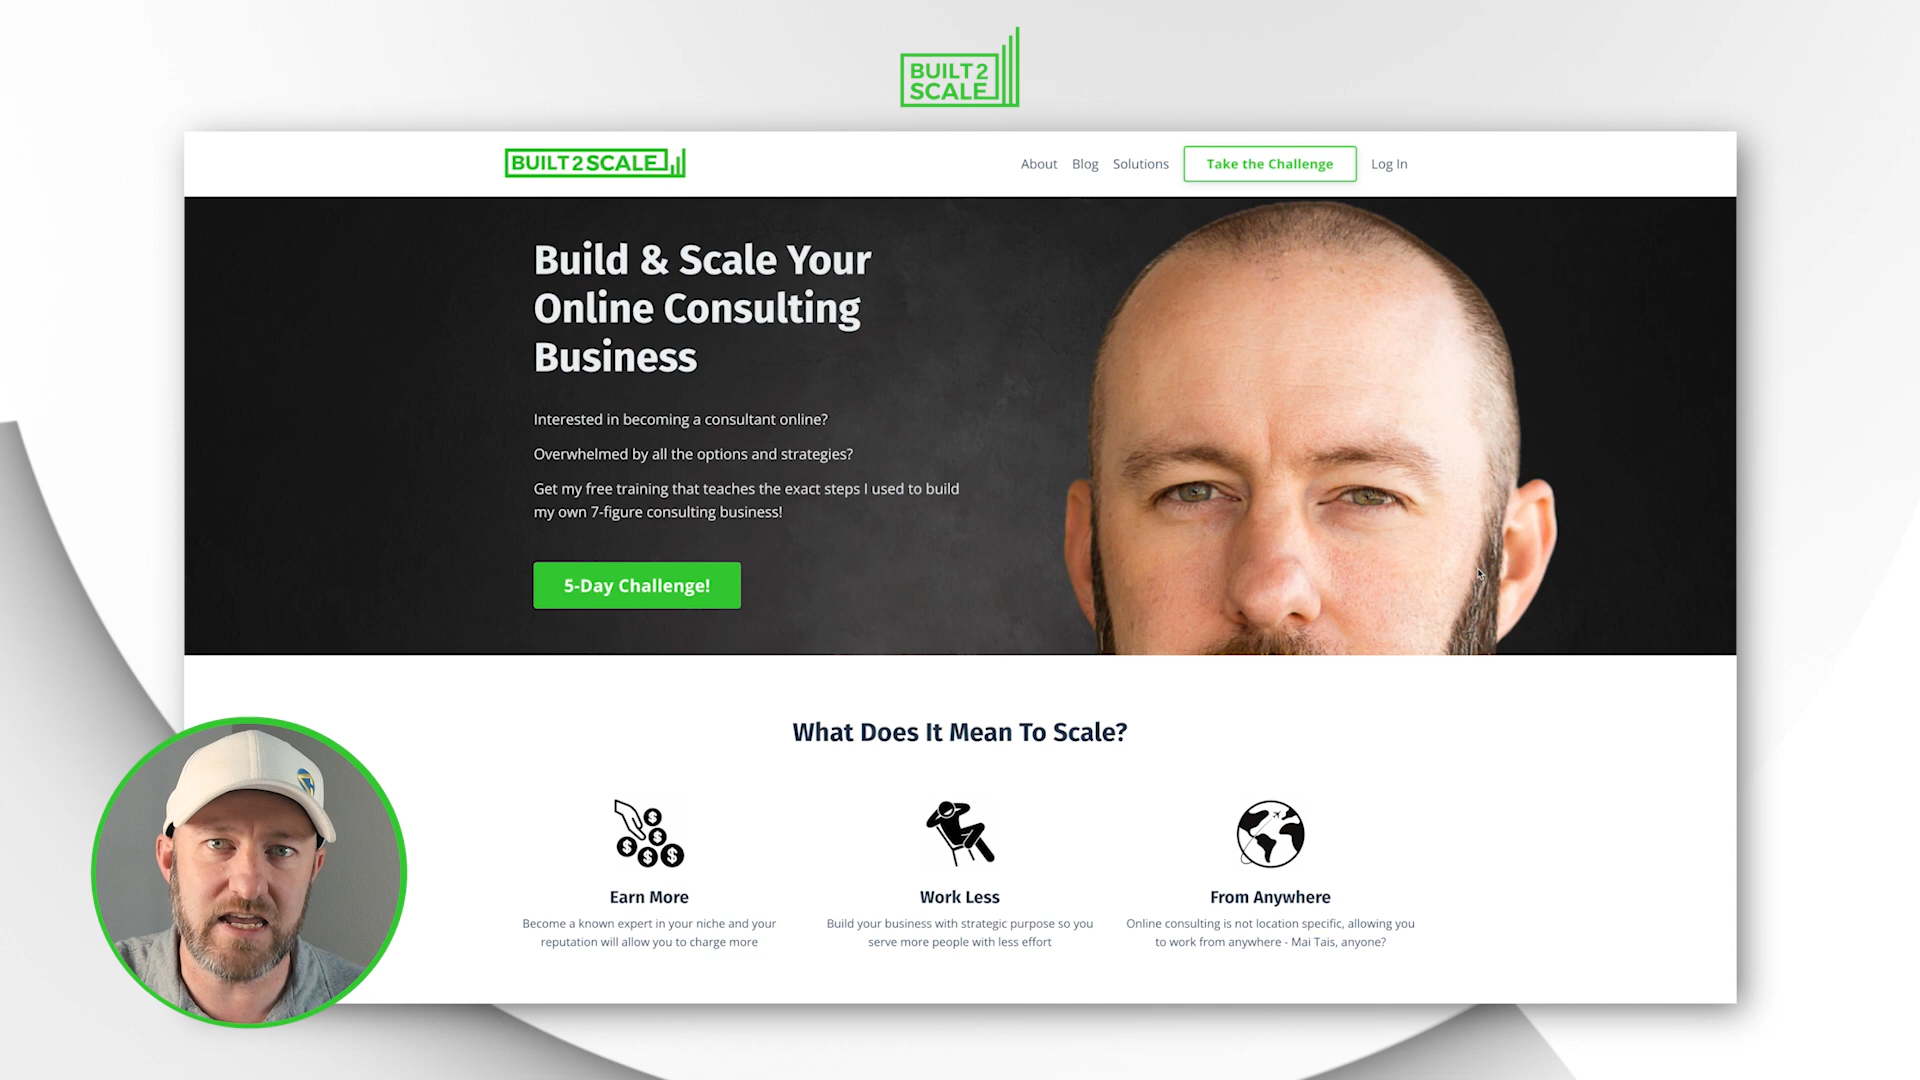 BUILT 2
SCALE
BUILT 2 SCALE
About Blog Solutions Take the Challenge Log In
Build & Scale Your
Online Consulting
Business
Interested in becoming a consultant online?
Overwhelmed by all the options and strategies?
Get my free training that teaches the exact steps I used to build
my own 7-figure consulting business!
5-Day Challenge!
What Does It Mean To Scale?
Earn More
Become a known expert in your niche and your
reputation will allow you to charge more
Work Less
Build your business with strategic purpose so you
serve more people with less effort
From Anywhere
Online consulting is not location specific, allowing you
to work from anywhere - Mai Tais, anyone?